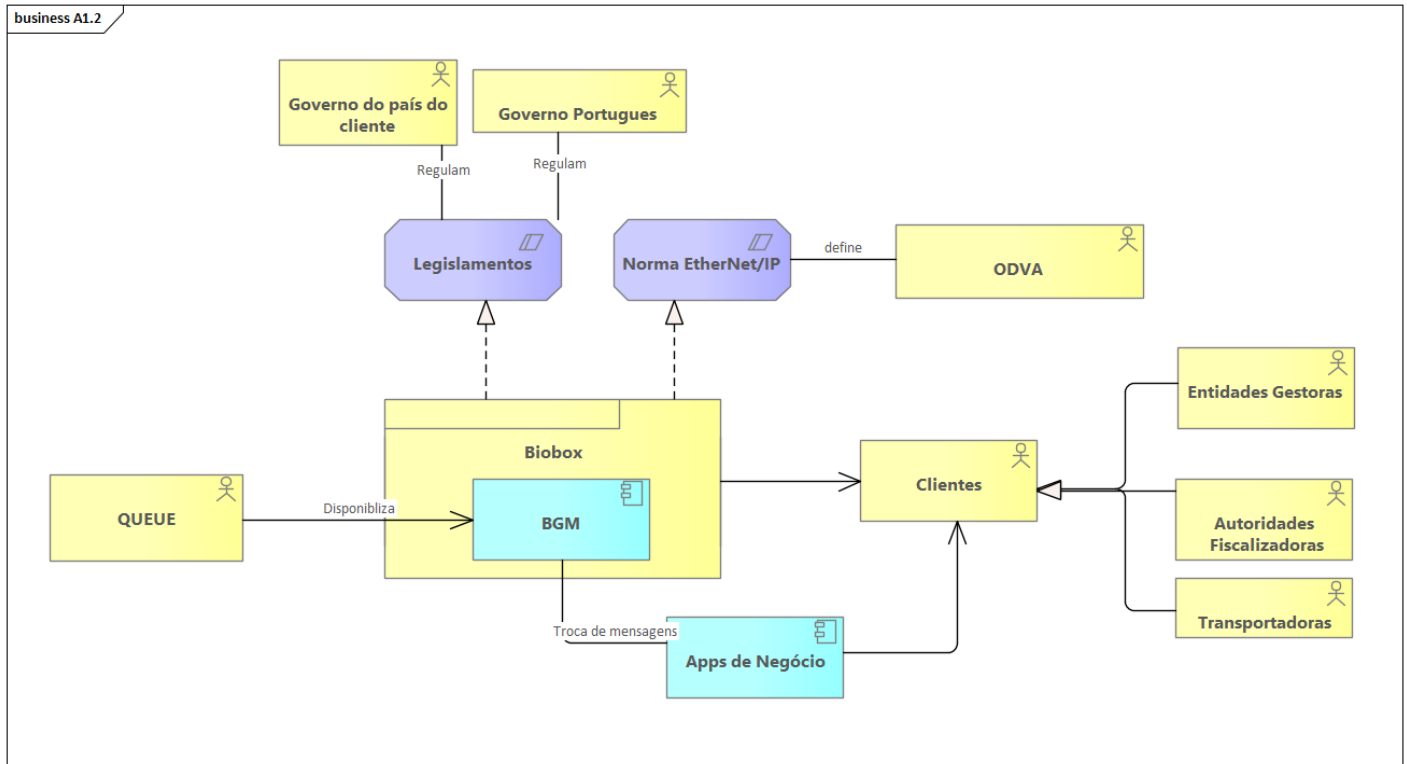 business A1.2
Governo do país do
cliente
Governo Portugues
Regulam
Regulam
Legislamentos
Norma EtherNet/IP
define
ODVA
Entidades Gestoras
Biobox
Clientes
QUEUE
Disponibliza
BGM
Autoridades
Fiscalizadoras
Transportadoras
Troca de mensagens
Apps de Negócio